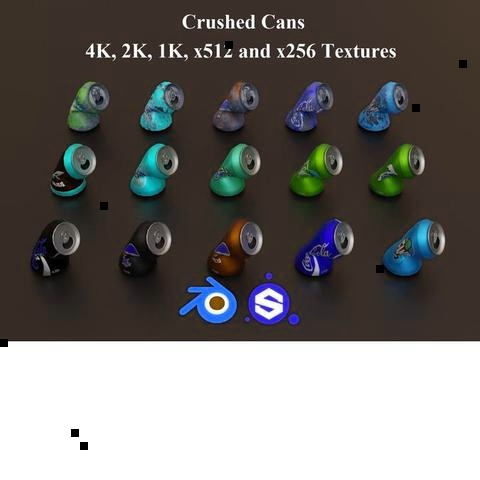 Crushed Cans
4K, 2K, 1K, x512 and x256 Textures